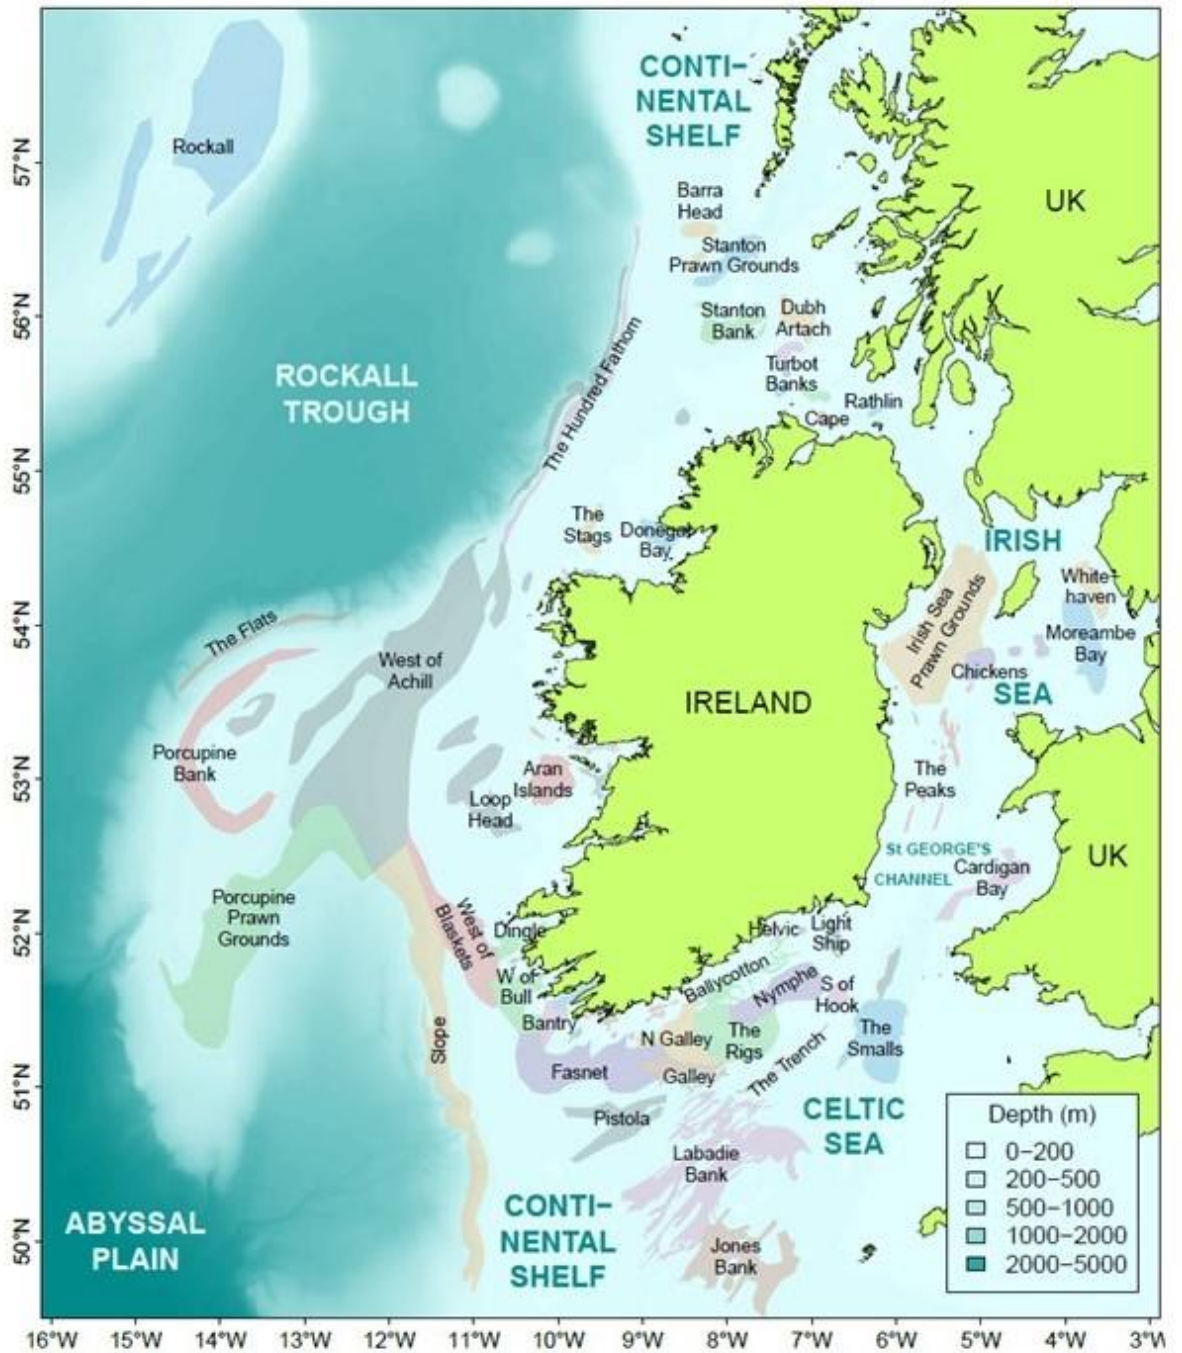 CONTI-
NENTAL
SHELF
57°N
Rockall
UK
Barra
Head
Stanton
Prawn Grounds
56°N
Stanton
Bank
Dubh
Artach
The Hundred Fathom
Turbot
Banks
ROCKALL
TROUGH
Rathlin
Cape
55°N
The
Stags
Donegal
Bay
IRISH
White-
haven
54°N
The Flats
Irish Sea
Prawn Grounds
Moreambe
Bay
West of
Achill
Chickens
SEA
IRELAND
Porcupine
Bank
53°N
Aran
Islands
The
Peaks
Loop
Head
St GEORGE'S
CHANNEL
Cardigan
Bay
UK
Porcupine
Prawn
Grounds
52°N
West of
Blaskets
Dingle
Helvic
Light
Ship
W of
Bull
Ballycotton
Nymphe
S of
Hook
Bantry
Slope
N Galley
The
Rigs
The
Smalls
51°N
Fasnet
Galley
The Trench
Pistola
CELTIC
SEA
Depth (m)
0-200
200-500
500-1000
1000-2000
2000-5000
Labadie
Bank
CONTI-
NENTAL
SHELF
ABYSSAL
PLAIN
50°N
Jones
Bank
16°W 15°W 14°W 13°W 12°W 11°W 10°W 9°W 8°W 7°W 6°W 5°W 4°W 3°W